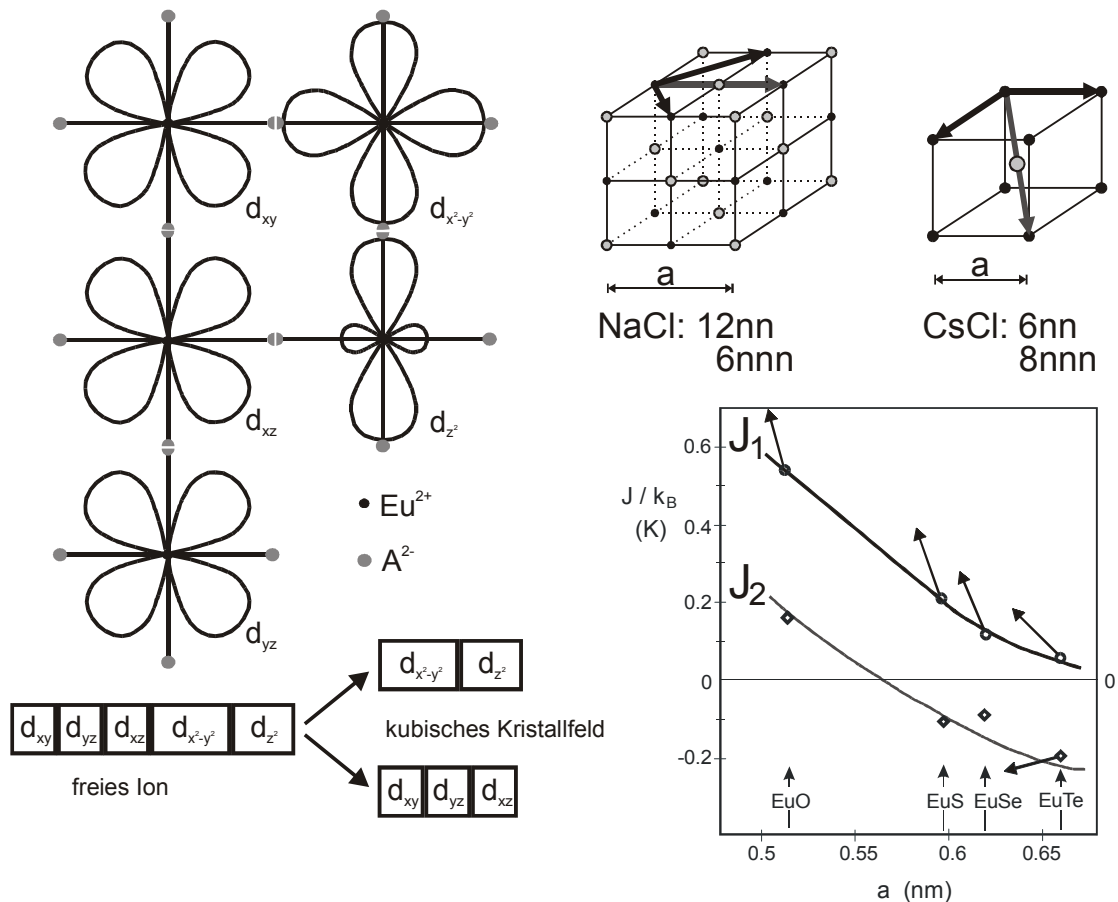 d_xy
d_x²-y²
d_xz
d_z²
d_yz
• Eu²⁺
A²⁻
d_xy d_yz d_xz d_x²-y² d_z²
freies Ion
d_x²-y² d_z²
kubisches Kristallfeld
d_xy d_yz d_xz
a
NaCl: 12nn
6nnn
a
CsCl: 6nn
8nnn
J / k_B
(K)
0.6
0.4
0.2
0
-0.2
J₁
J₂
0
EuO
EuS
EuSe
EuTe
0.5
0.55
0.6
0.65
a (nm)